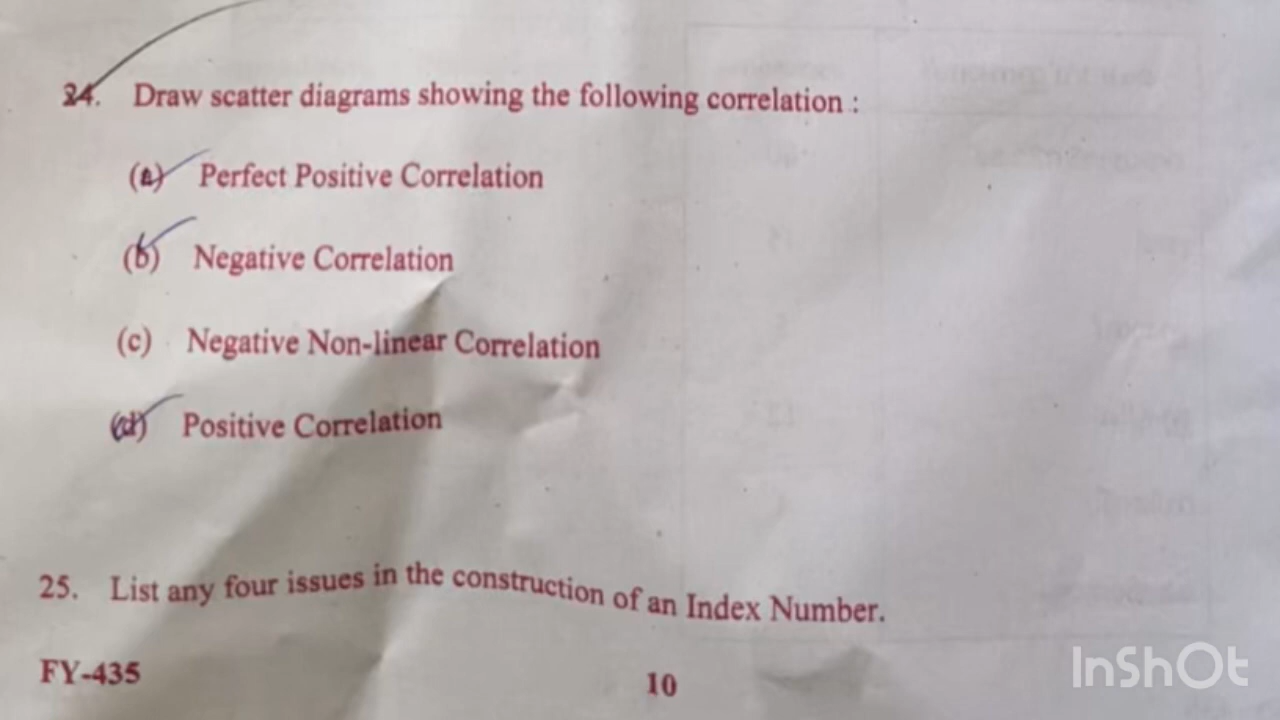 24. Draw scatter diagrams showing the following correlation :
(a) Perfect Positive Correlation
(b) Negative Correlation
(c) Negative Non-linear Correlation
(d) Positive Correlation
25. List any four issues in the construction of an Index Number.
FY-435
10
InShOt